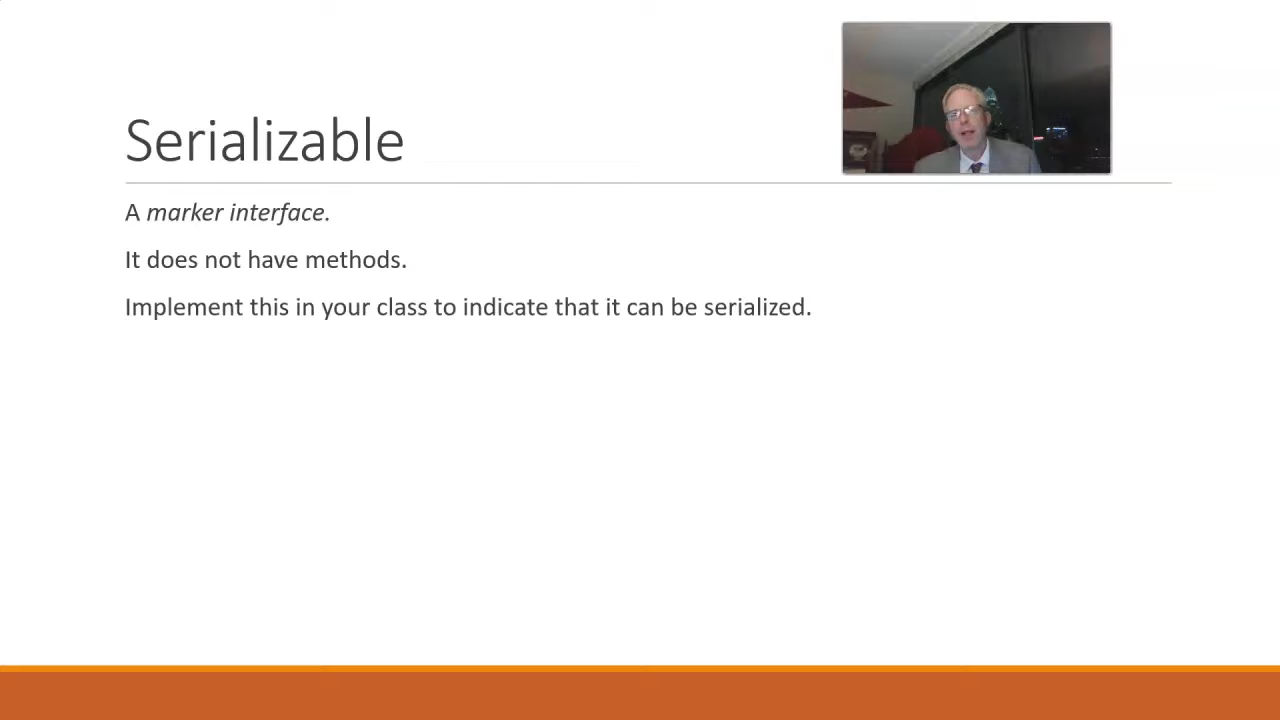 Serializable
A marker interface.
It does not have methods.
Implement this in your class to indicate that it can be serialized.